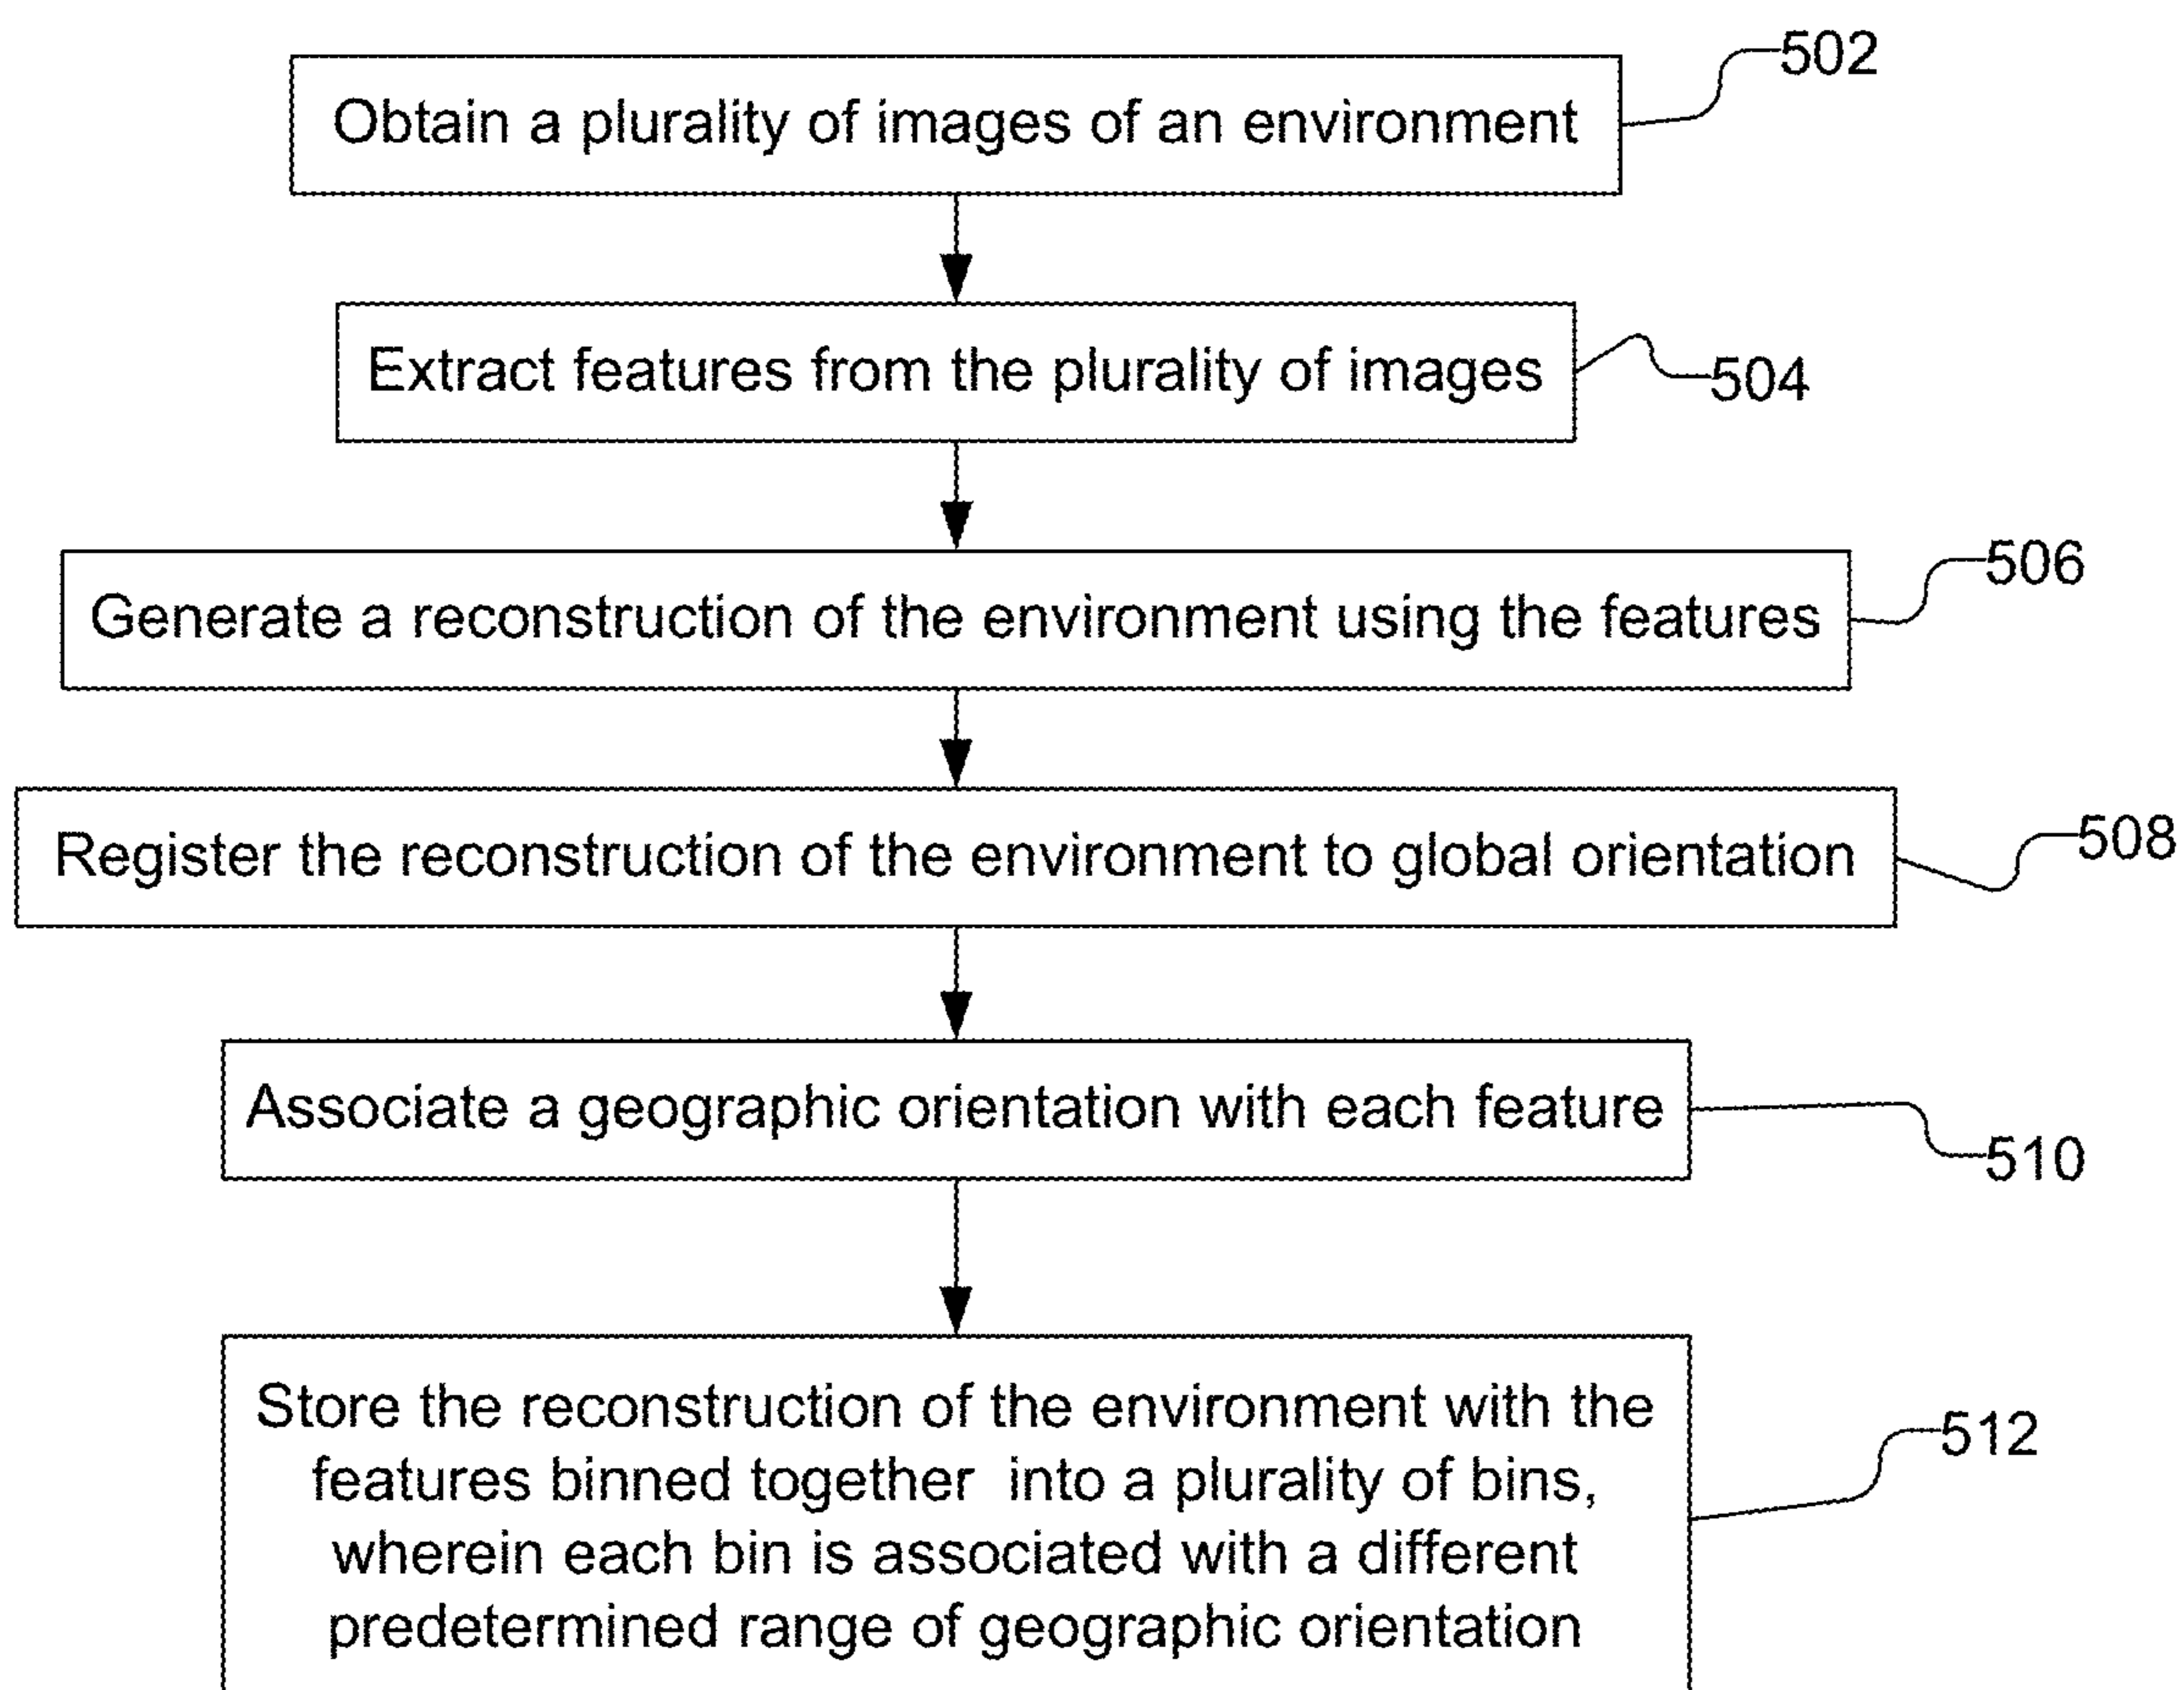 502
Obtain a plurality of images of an environment
Extract features from the plurality of images
504
506
Generate a reconstruction of the environment using the features
508
Register the reconstruction of the environment to global orientation
Associate a geographic orientation with each feature
510
Store the reconstruction of the environment with the
features binned together into a plurality of bins,
wherein each bin is associated with a different
predetermined range of geographic orientation
512